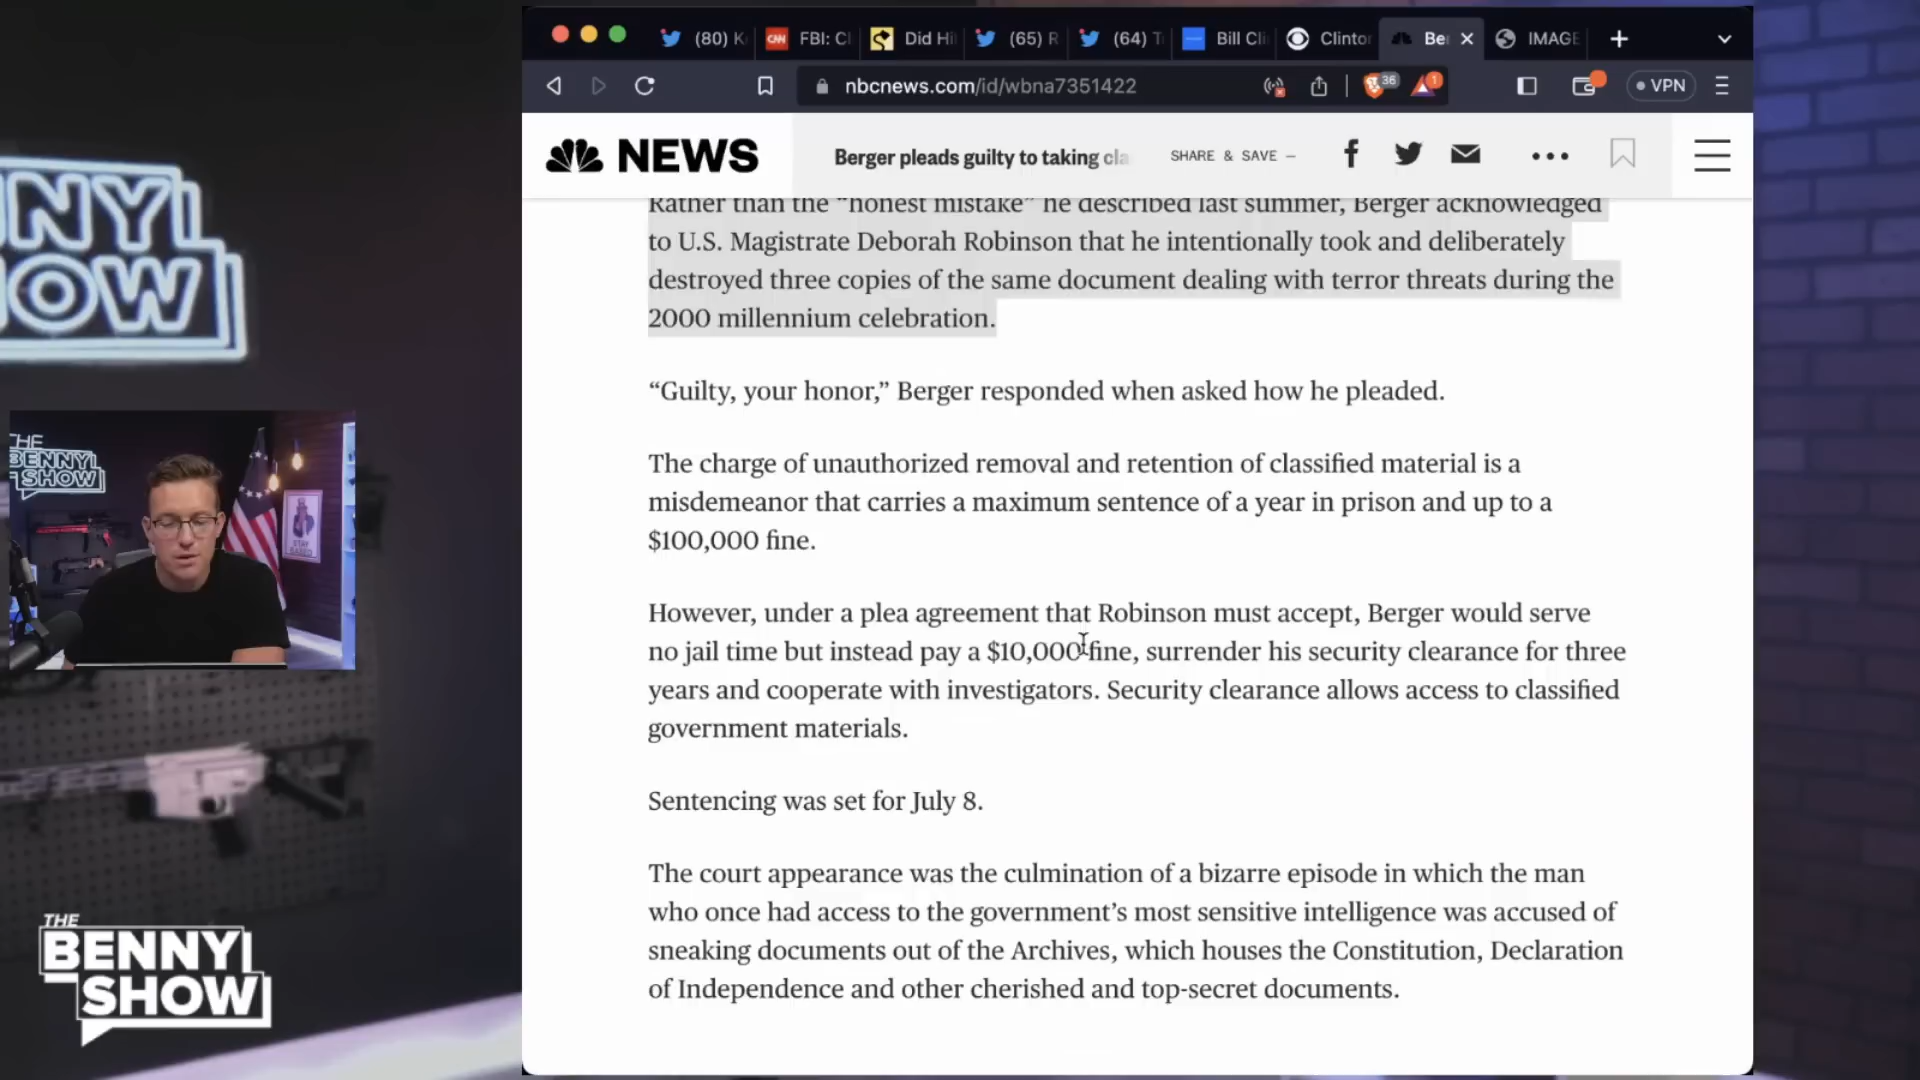 (80) K
FBI: Cl
Did Hi
(65) R
(64) T
Bill Cli
Clinto
Be
IMAGE
nbcnews.com/id/wbna7351422
36
1
VPN
NEWS
Berger pleads guilty to taking cla
SHARE & SAVE –
Rather than the “honest mistake” he described last summer, Berger acknowledged
to U.S. Magistrate Deborah Robinson that he intentionally took and deliberately
destroyed three copies of the same document dealing with terror threats during the
2000 millennium celebration.
“Guilty, your honor,” Berger responded when asked how he pleaded.
The charge of unauthorized removal and retention of classified material is a
misdemeanor that carries a maximum sentence of a year in prison and up to a
$100,000 fine.
However, under a plea agreement that Robinson must accept, Berger would serve
no jail time but instead pay a $10,000 fine, surrender his security clearance for three
years and cooperate with investigators. Security clearance allows access to classified
government materials.
Sentencing was set for July 8.
The court appearance was the culmination of a bizarre episode in which the man
who once had access to the government’s most sensitive intelligence was accused of
sneaking documents out of the Archives, which houses the Constitution, Declaration
of Independence and other cherished and top-secret documents.
NNY
OW
THE
BENNY
SHOW
THE
BENNY
SHOW